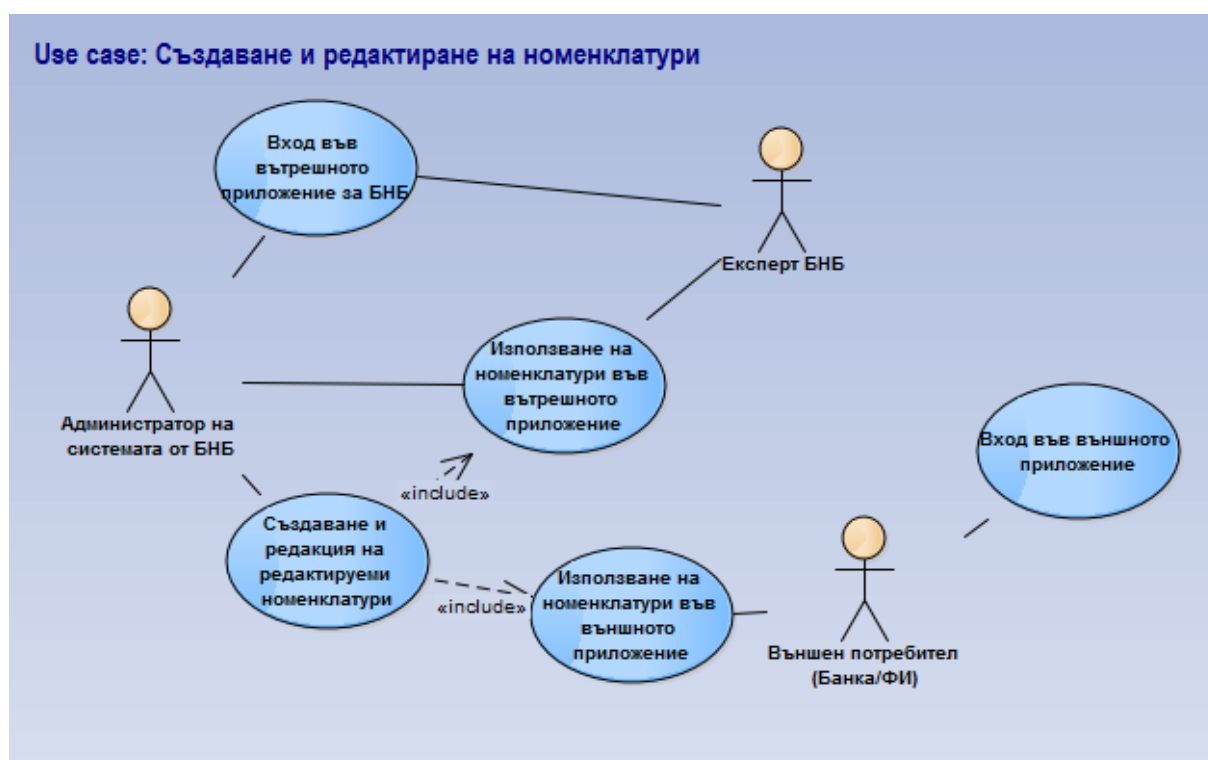 Use case: Създаване и редактиране на номенклатури
Вход във
вътрешното
приложение за БНБ
Експерт БНБ
Администратор на
системата от БНБ
Използване на
номенклатури във
вътрешното
приложение
Вход във външното
приложение
«include»
Създаване и
редакция на
редактируеми
номенклатури
«include»
Използване на
номенклатури във
външното
приложение
Външен потребител
(Банка/ФИ)